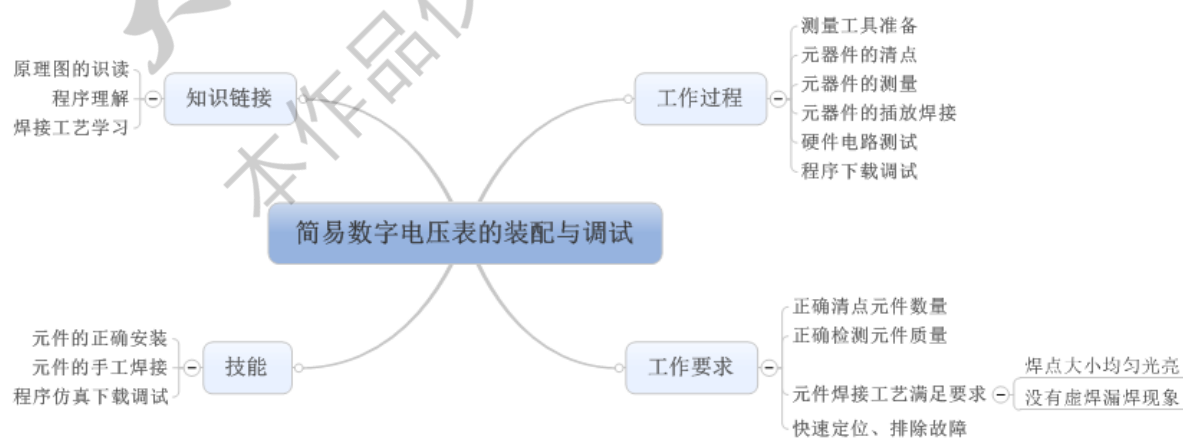 简易数字电压表的装配与调试
知识链接
原理图的识读
程序理解
焊接工艺学习
工作过程
测量工具准备
元器件的清点
元器件的测量
元器件的插放焊接
硬件电路测试
程序下载调试
技能
元件的正确安装
元件的手工焊接
程序仿真下载调试
工作要求
正确清点元件数量
正确检测元件质量
元件焊接工艺满足要求
焊点大小均匀光亮
没有虚焊漏焊现象
快速定位、排除故障
本作品